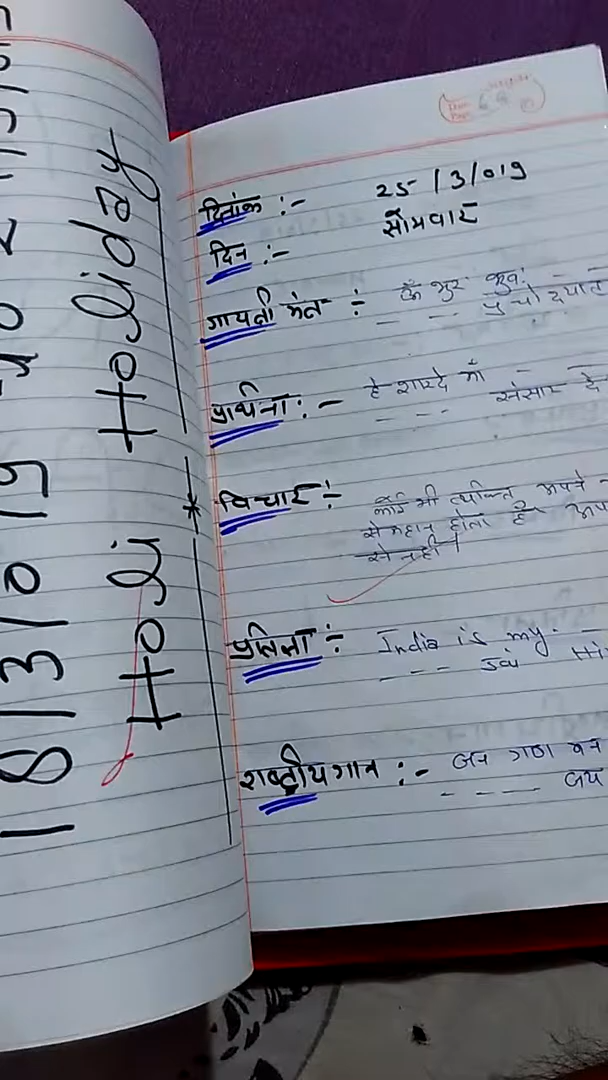 18/3/019
Holi Holiday
दिनांक :- 25/3/019
दिन :- सोमवार
गायत्री मंत्र :- ॐ भुर भुवः
- - - प्रचोदयात
प्रार्थना :- हे शारदे माँ -
- - - संसार दे
* विचार :- कोई भी व्यक्ति अपने
से महान होता है
से नही।
प्रतिज्ञा :- India is my. -
- - - Jai Hi
राष्ट्रीयगान :- जन गण मन
- - - - जय